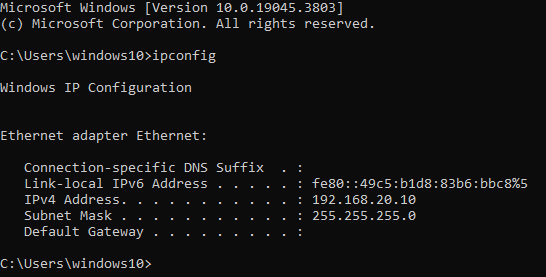 Microsoft Windows [Version 10.0.19045.3803]
(c) Microsoft Corporation. All rights reserved.
C:\Users\windows10>ipconfig
Windows IP Configuration
Ethernet adapter Ethernet:
Connection-specific DNS Suffix  . :
Link-local IPv6 Address . . . . . : fe80::49c5:b1d8:83b6:bbc8%5
IPv4 Address. . . . . . . . . . . : 192.168.20.10
Subnet Mask . . . . . . . . . . . : 255.255.255.0
Default Gateway . . . . . . . . . :
C:\Users\windows10>